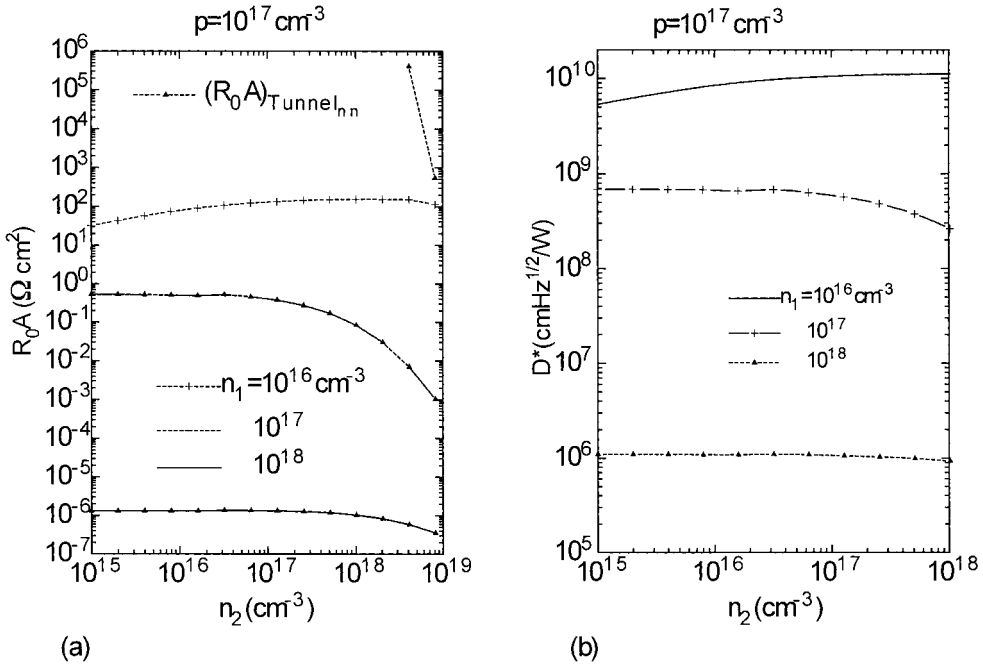 p=10^17 cm^-3
10^6
10^5
10^4
10^3
10^2
10^1
10^0
10^-1
10^-2
10^-3
10^-4
10^-5
10^-6
10^-7
R0A (Ω cm^2)
(R0A)Tunnelnn
n1=10^16 cm^-3
10^17
10^18
10^15 10^16 10^17 10^18 10^19
n2 (cm^-3)
(a)
p=10^17 cm^-3
10^10
10^9
10^8
10^7
10^6
10^5
D* (cmHz^1/2/W)
n1=10^16 cm^-3
10^17
10^18
10^15 10^16 10^17 10^18
n2 (cm^-3)
(b)